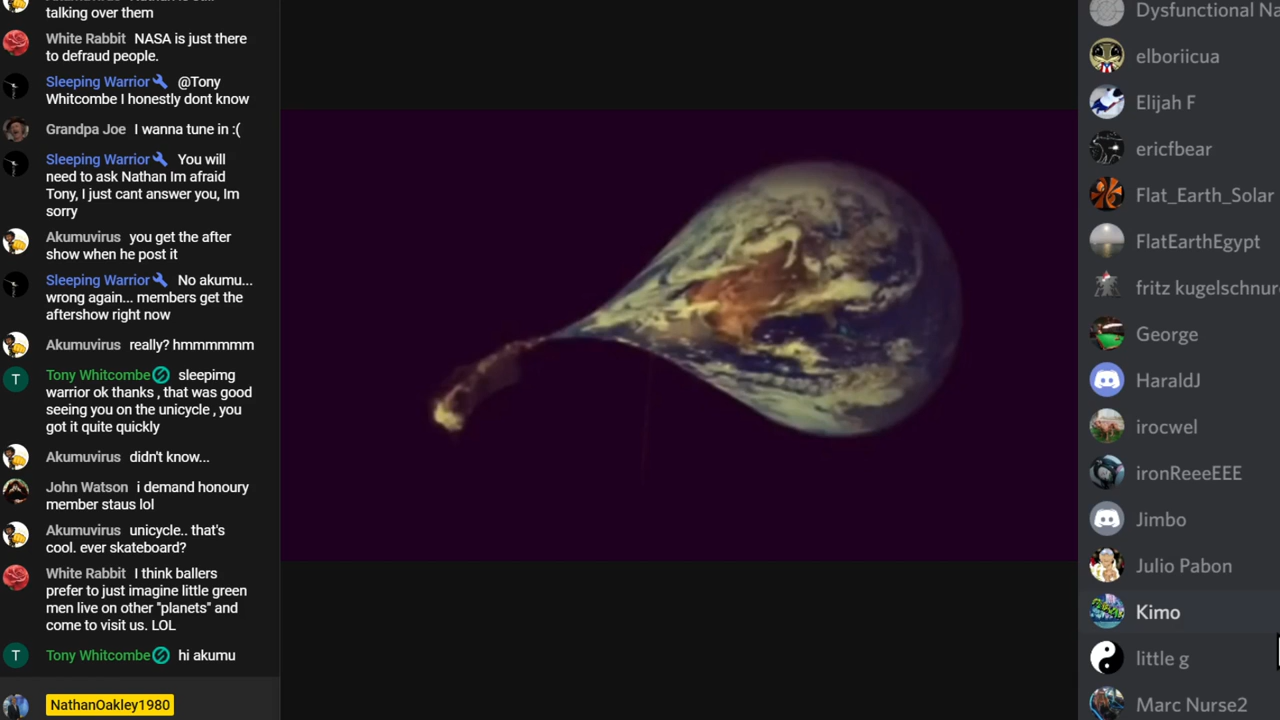 talking over them
White Rabbit NASA is just there
to defraud people.
Sleeping Warrior @Tony
Whitcombe I honestly dont know
Grandpa Joe I wanna tune in :(
Sleeping Warrior You will
need to ask Nathan Im afraid
Tony, I just cant answer you, Im
sorry
Akumuvirus you get the after
show when he post it
Sleeping Warrior No akumu...
wrong again... members get the
aftershow right now
Akumuvirus really? hmmmmmm
T Tony Whitcombe sleepimg
warrior ok thanks , that was good
seeing you on the unicycle , you
got it quite quickly
Akumuvirus didn't know...
John Watson i demand honoury
member staus lol
Akumuvirus unicycle.. that's
cool. ever skateboard?
White Rabbit I think ballers
prefer to just imagine little green
men live on other "planets" and
come to visit us. LOL
T Tony Whitcombe hi akumu
NathanOakley1980
Dysfunctional Na
elboriicua
Elijah F
ericfbear
Flat_Earth_Solar
FlatEarthEgypt
fritz kugelschnur
George
HaraldJ
irocwel
ironReeeEEE
Jimbo
Julio Pabon
Kimo
little g
Marc Nurse2